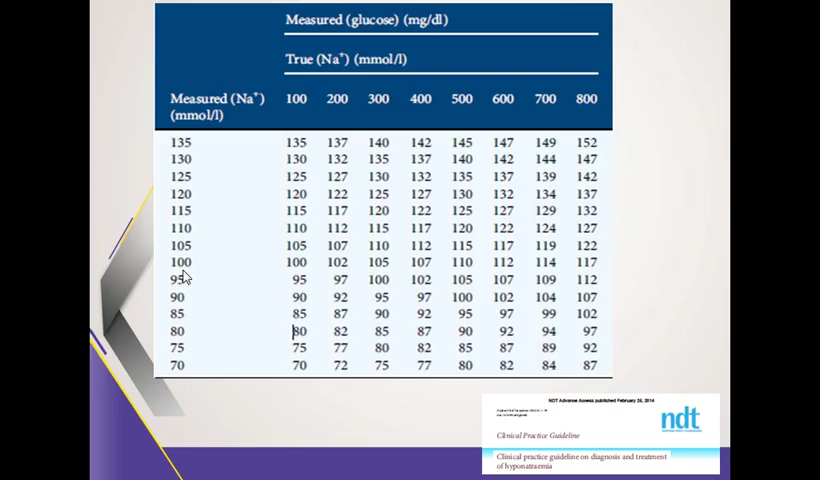 Measured (glucose) (mg/dl)
True (Na+) (mmol/l)
Measured (Na+) 100 200 300 400 500 600 700 800
(mmol/l)
135 135 137 140 142 145 147 149 152
130 130 132 135 137 140 142 144 147
125 125 127 130 132 135 137 139 142
120 120 122 125 127 130 132 134 137
115 115 117 120 122 125 127 129 132
110 110 112 115 117 120 122 124 127
105 105 107 110 112 115 117 119 122
100 100 102 105 107 110 112 114 117
95 95 97 100 102 105 107 109 112
90 90 92 95 97 100 102 104 107
85 85 87 90 92 95 97 99 102
80 80 82 85 87 90 92 94 97
75 75 77 80 82 85 87 89 92
70 70 72 75 77 80 82 84 87
NDT Advance Access published February 26, 2014
ndt
Clinical Practice Guideline
Clinical practice guideline on diagnosis and treatment
of hyponatraemia